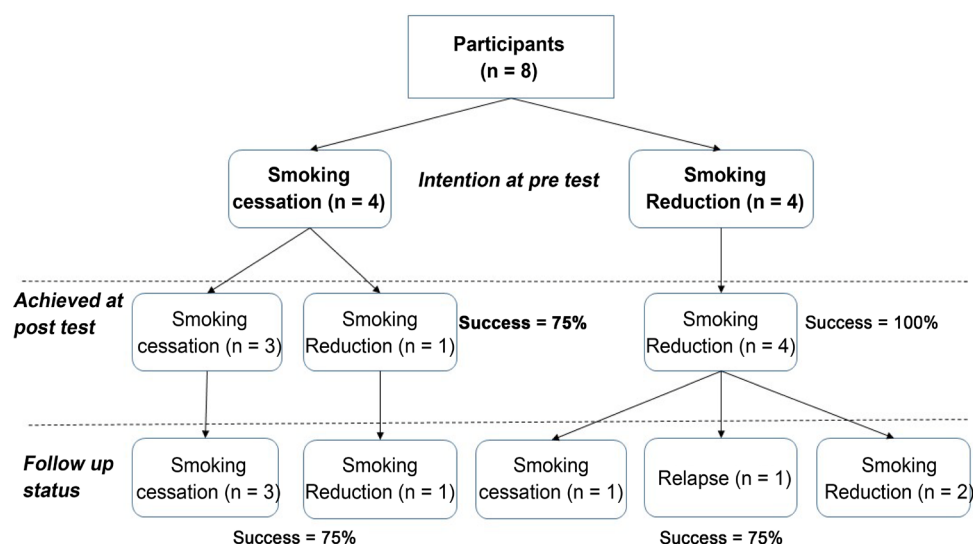 Participants
(n = 8)
Smoking
cessation (n = 4)
Intention at pre test
Smoking
Reduction (n = 4)
Achieved at
post test
Smoking
cessation (n = 3)
Smoking
Reduction (n = 1)
Success = 75%
Smoking
Reduction (n = 4)
Success = 100%
Follow up
status
Smoking
cessation (n = 3)
Smoking
Reduction (n = 1)
Smoking
cessation (n = 1)
Relapse (n = 1)
Smoking
Reduction (n = 2)
Success = 75%
Success = 75%